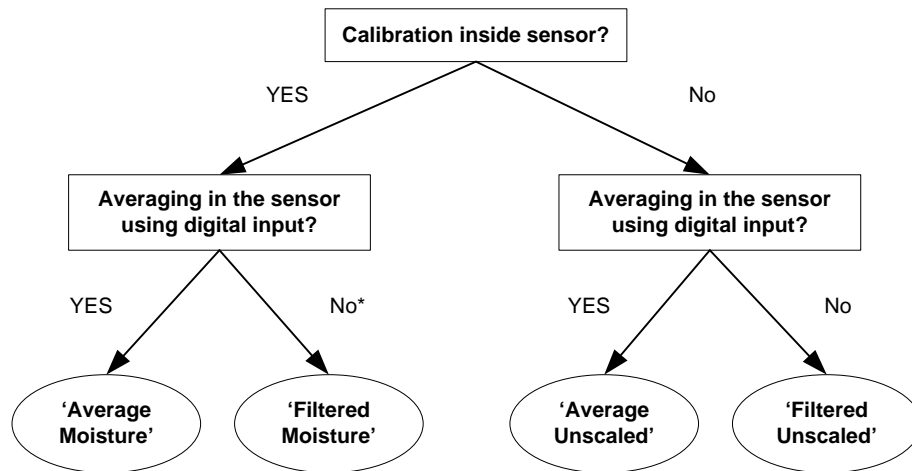 Calibration inside sensor?
YES
No
Averaging in the sensor
using digital input?
Averaging in the sensor
using digital input?
YES
No*
YES
No
‘Average
Moisture’
‘Filtered
Moisture’
‘Average
Unscaled’
‘Filtered
Unscaled’